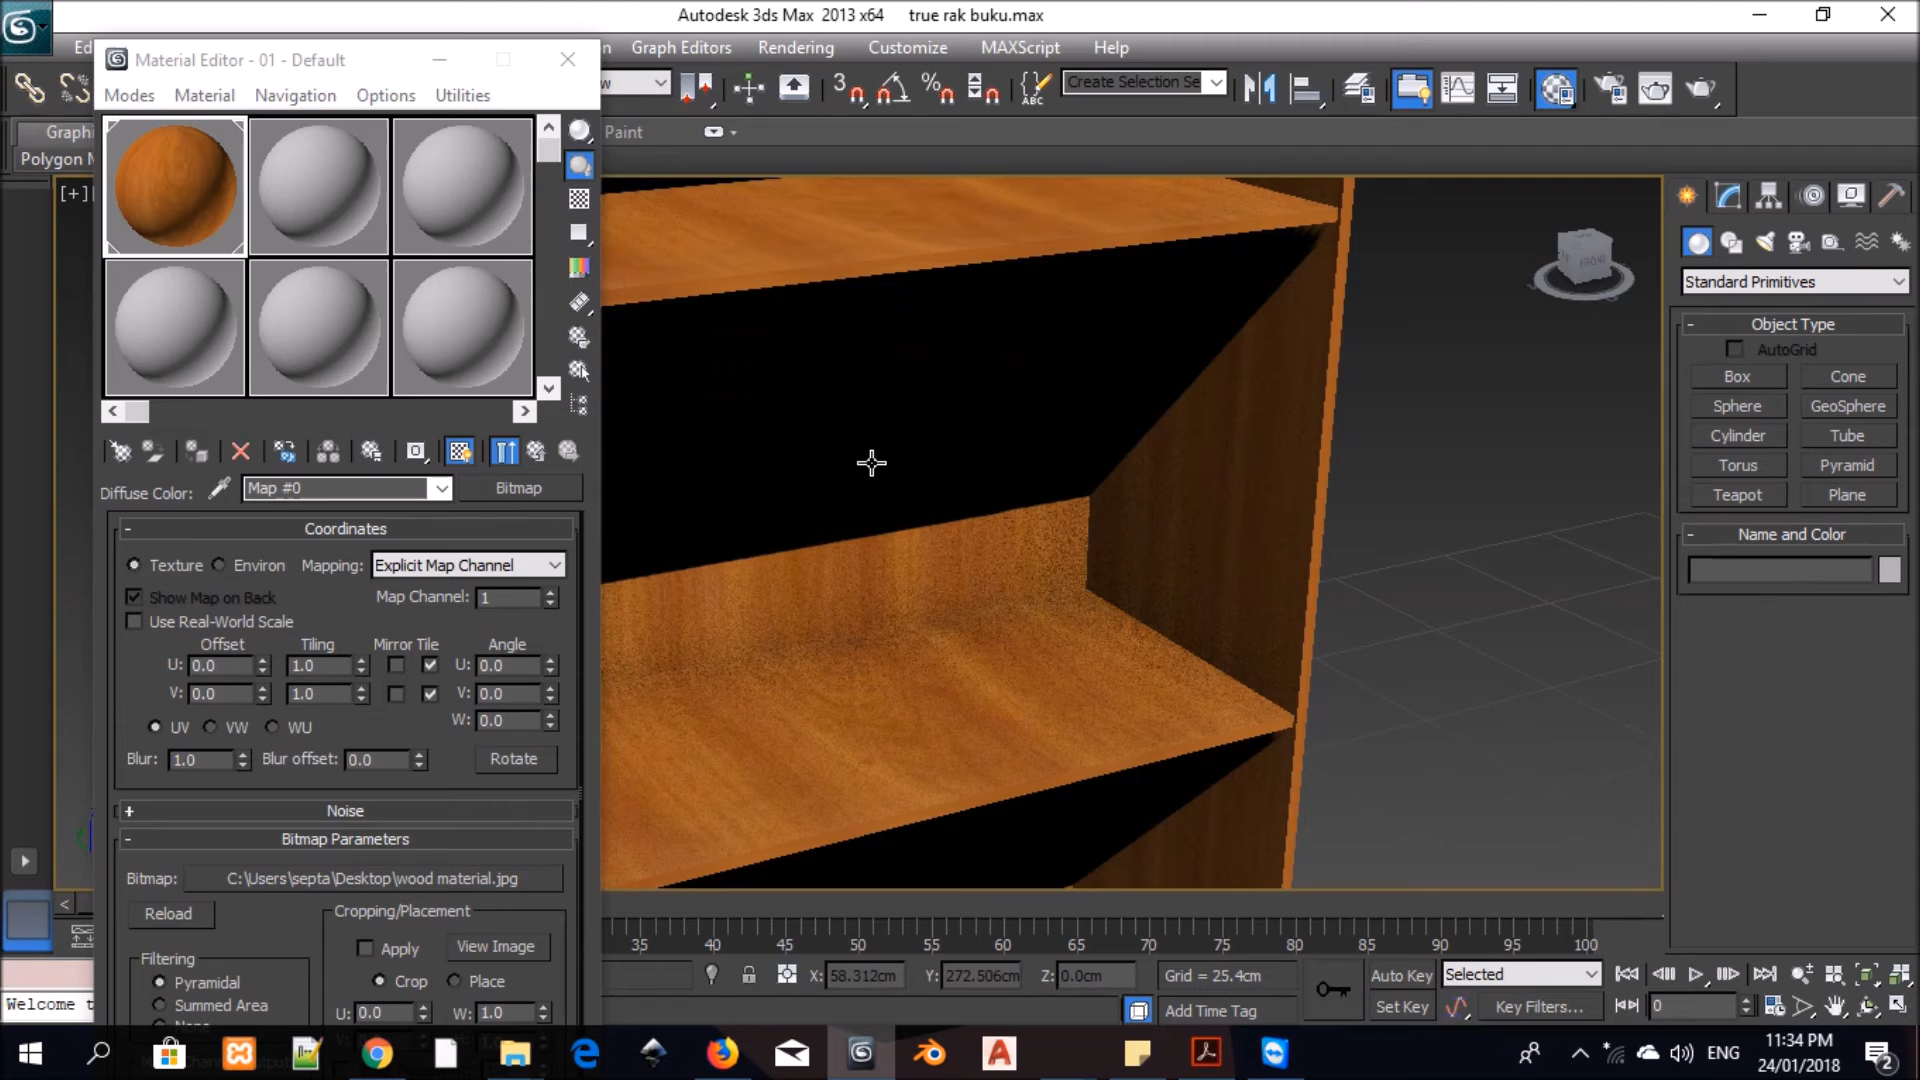 Autodesk 3ds Max 2013 x64 true rak buku.max
Ed
Graph Editors Rendering Customize MAXScript Help
Material Editor - 01 - Default
Modes Material Navigation Options Utilities
Create Selection Se
ABC
Paint
Polygon M
[+]
FRONT
Diffuse Color: Map #0 Bitmap
- Coordinates
Texture Environ Mapping: Explicit Map Channel
Show Map on Back Map Channel: 1
Use Real-World Scale
Offset Tiling Mirror Tile Angle
U: 0.0 1.0 U: 0.0
V: 0.0 1.0 V: 0.0
W: 0.0
UV VW WU
Blur: 1.0 Blur offset: 0.0 Rotate
+ Noise
- Bitmap Parameters
Bitmap: C:\Users\septa\Desktop\wood material.jpg
Reload
Cropping/Placement
Apply View Image
Filtering
Pyramidal
Crop Place
Summed Area
U: 0.0 W: 1.0
Standard Primitives
- Object Type
AutoGrid
Box Cone
Sphere GeoSphere
Cylinder Tube
Torus Pyramid
Teapot Plane
- Name and Color
35 40 45 50 55 60 65 70 75 80 85 90 95 100
X: 58.312cm Y: 272.506cm Z: 0.0cm Grid = 25.4cm
Auto Key Selected
Welcome t
Add Time Tag
Set Key Key Filters... 0
ENG
11:34 PM
24/01/2018
2